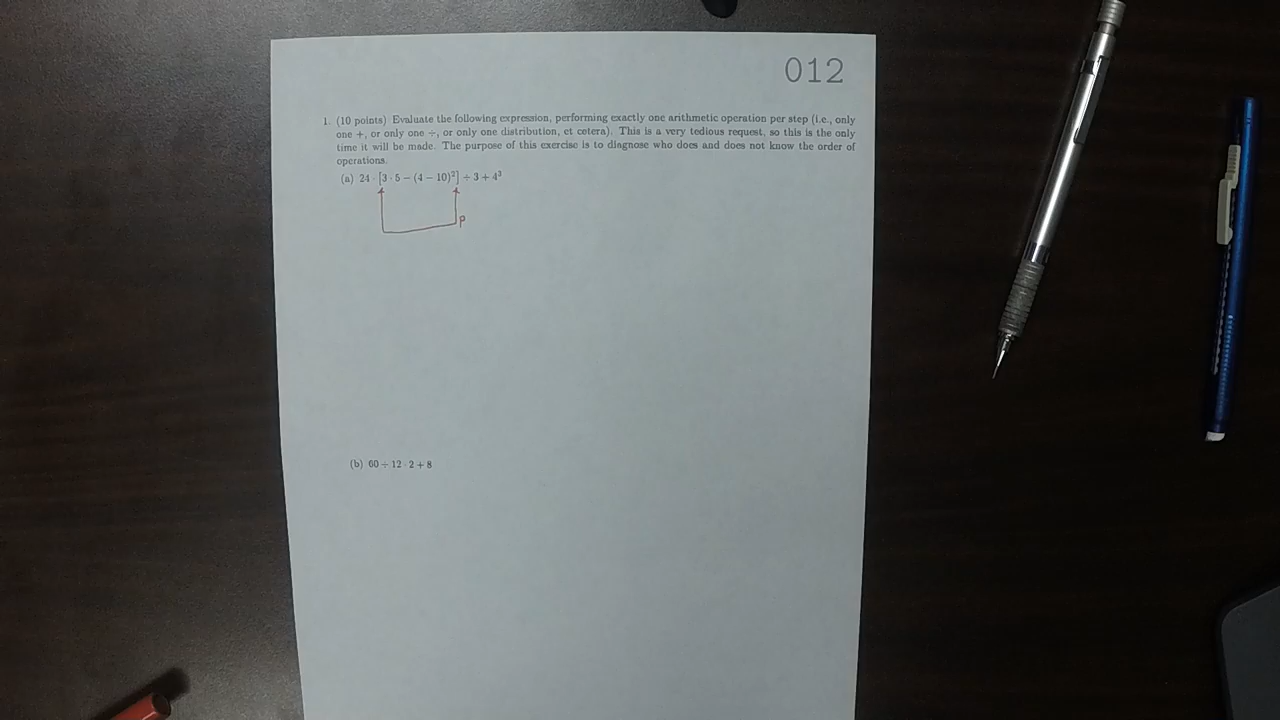 012
1. (10 points) Evaluate the following expression, performing exactly one arithmetic operation per step (i.e., only
one +, or only one ÷, or only one distribution, et cetera). This is a very tedious request, so this is the only
time it will be made. The purpose of this exercise is to diagnose who does and does not know the order of
operations.
(a) 24 · [3 · 5 − (4 − 10)²] ÷ 3 + 4³
P
(b) 60 ÷ 12 · 2 + 8